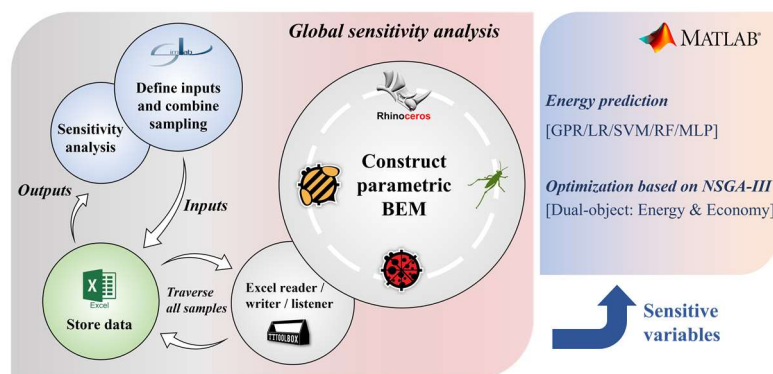 Global sensitivity analysis
SimLab
Define inputs
and combine
sampling
Sensitivity
analysis
Outputs
Inputs
Excel
Store data
Traverse
all samples
Excel reader /
writer / listener
TTTOOLBOX
Rhinoceros
Construct
parametric
BEM
MATLAB®
Energy prediction
[GPR/LR/SVM/RF/MLP]
Optimization based on NSGA-III
[Dual-object: Energy & Economy]
Sensitive
variables